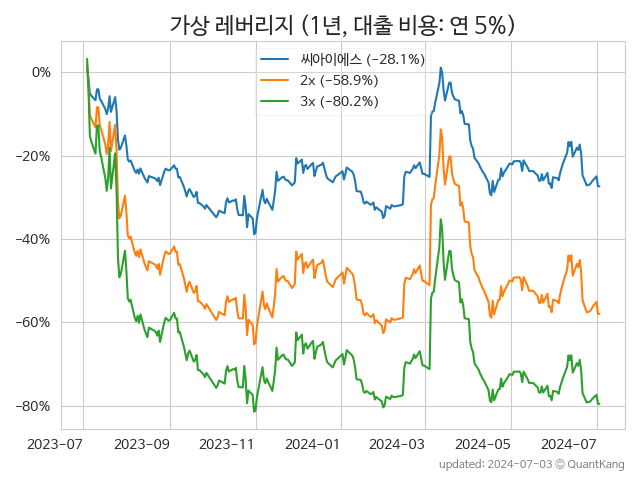 가상 레버리지 (1년, 대출 비용: 연 5%)
씨아이에스 (−28.1%)
2x (−58.9%)
3x (−80.2%)
0%
−20%
−40%
−60%
−80%
2023-07 2023-09 2023-11 2024-01 2024-03 2024-05 2024-07
updated: 2024-07-03 © QuantKang